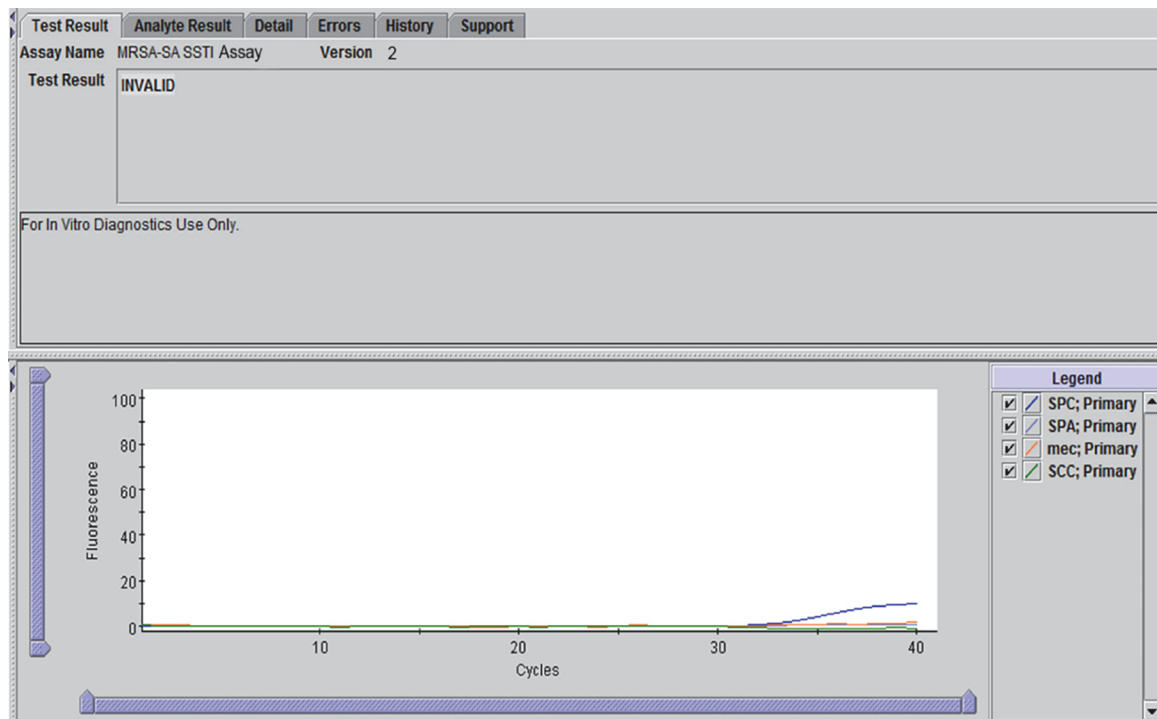 Test Result Analyte Result Detail Errors History Support
Assay Name MRSA-SA SSTI Assay Version 2
Test Result INVALID
For In Vitro Diagnostics Use Only.
Legend
SPC; Primary
SPA; Primary
mec; Primary
SCC; Primary
100
80
60
40
20
0
Fluorescence
10 20 30 40
Cycles